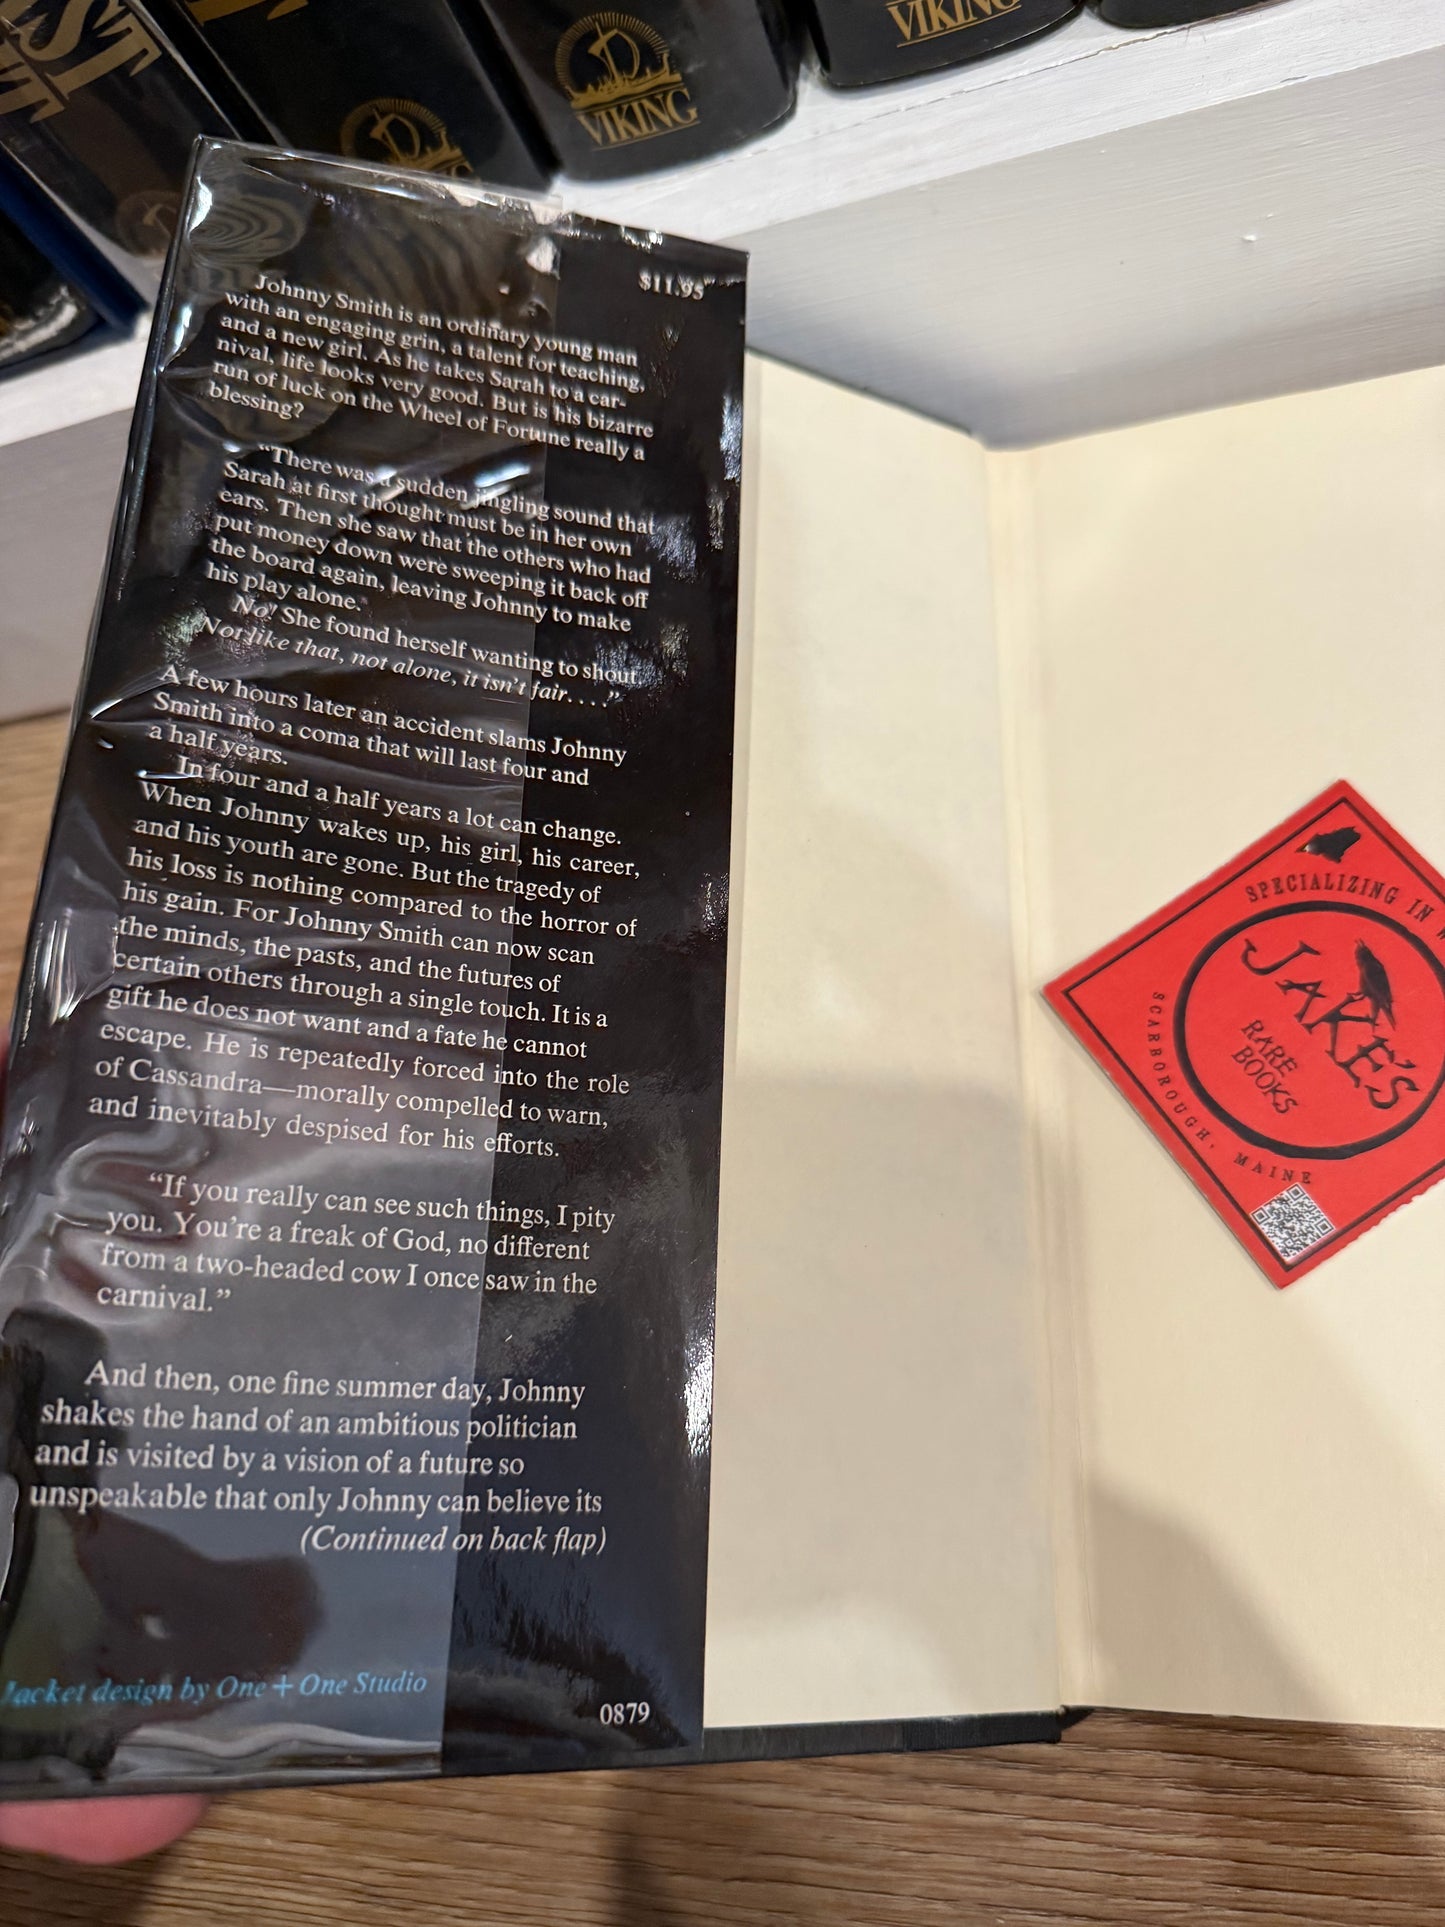 VIKING
VIKING
VIKING
$11.95
Johnny Smith is an ordinary young man
with an engaging grin, a talent for teaching,
and a new girl. As he takes Sarah to a car-
nival, life looks very good. But is his bizarre
run of luck on the Wheel of Fortune really a
blessing?
“There was a sudden jingling sound that
Sarah at first thought must be in her own
ears. Then she saw that the others who had
put money down were sweeping it back off
the board again, leaving Johnny to make
his play alone.
No! She found herself wanting to shout.
Not like that, not alone, it isn’t fair. . . .”
A few hours later an accident slams Johnny
Smith into a coma that will last four and
a half years.
In four and a half years a lot can change.
When Johnny wakes up, his girl, his career,
and his youth are gone. But the tragedy of
his loss is nothing compared to the horror of
his gain. For Johnny Smith can now scan
the minds, the pasts, and the futures of
certain others through a single touch. It is a
gift he does not want and a fate he cannot
escape. He is repeatedly forced into the role
of Cassandra—morally compelled to warn,
and inevitably despised for his efforts.
“If you really can see such things, I pity
you. You’re a freak of God, no different
from a two-headed cow I once saw in the
carnival.”
And then, one fine summer day, Johnny
shakes the hand of an ambitious politician
and is visited by a vision of a future so
unspeakable that only Johnny can believe its
(Continued on back flap)
Jacket design by One + One Studio
0879
SPECIALIZING IN
JAKE'S
RARE
BOOKS
SCARBOROUGH, MAINE